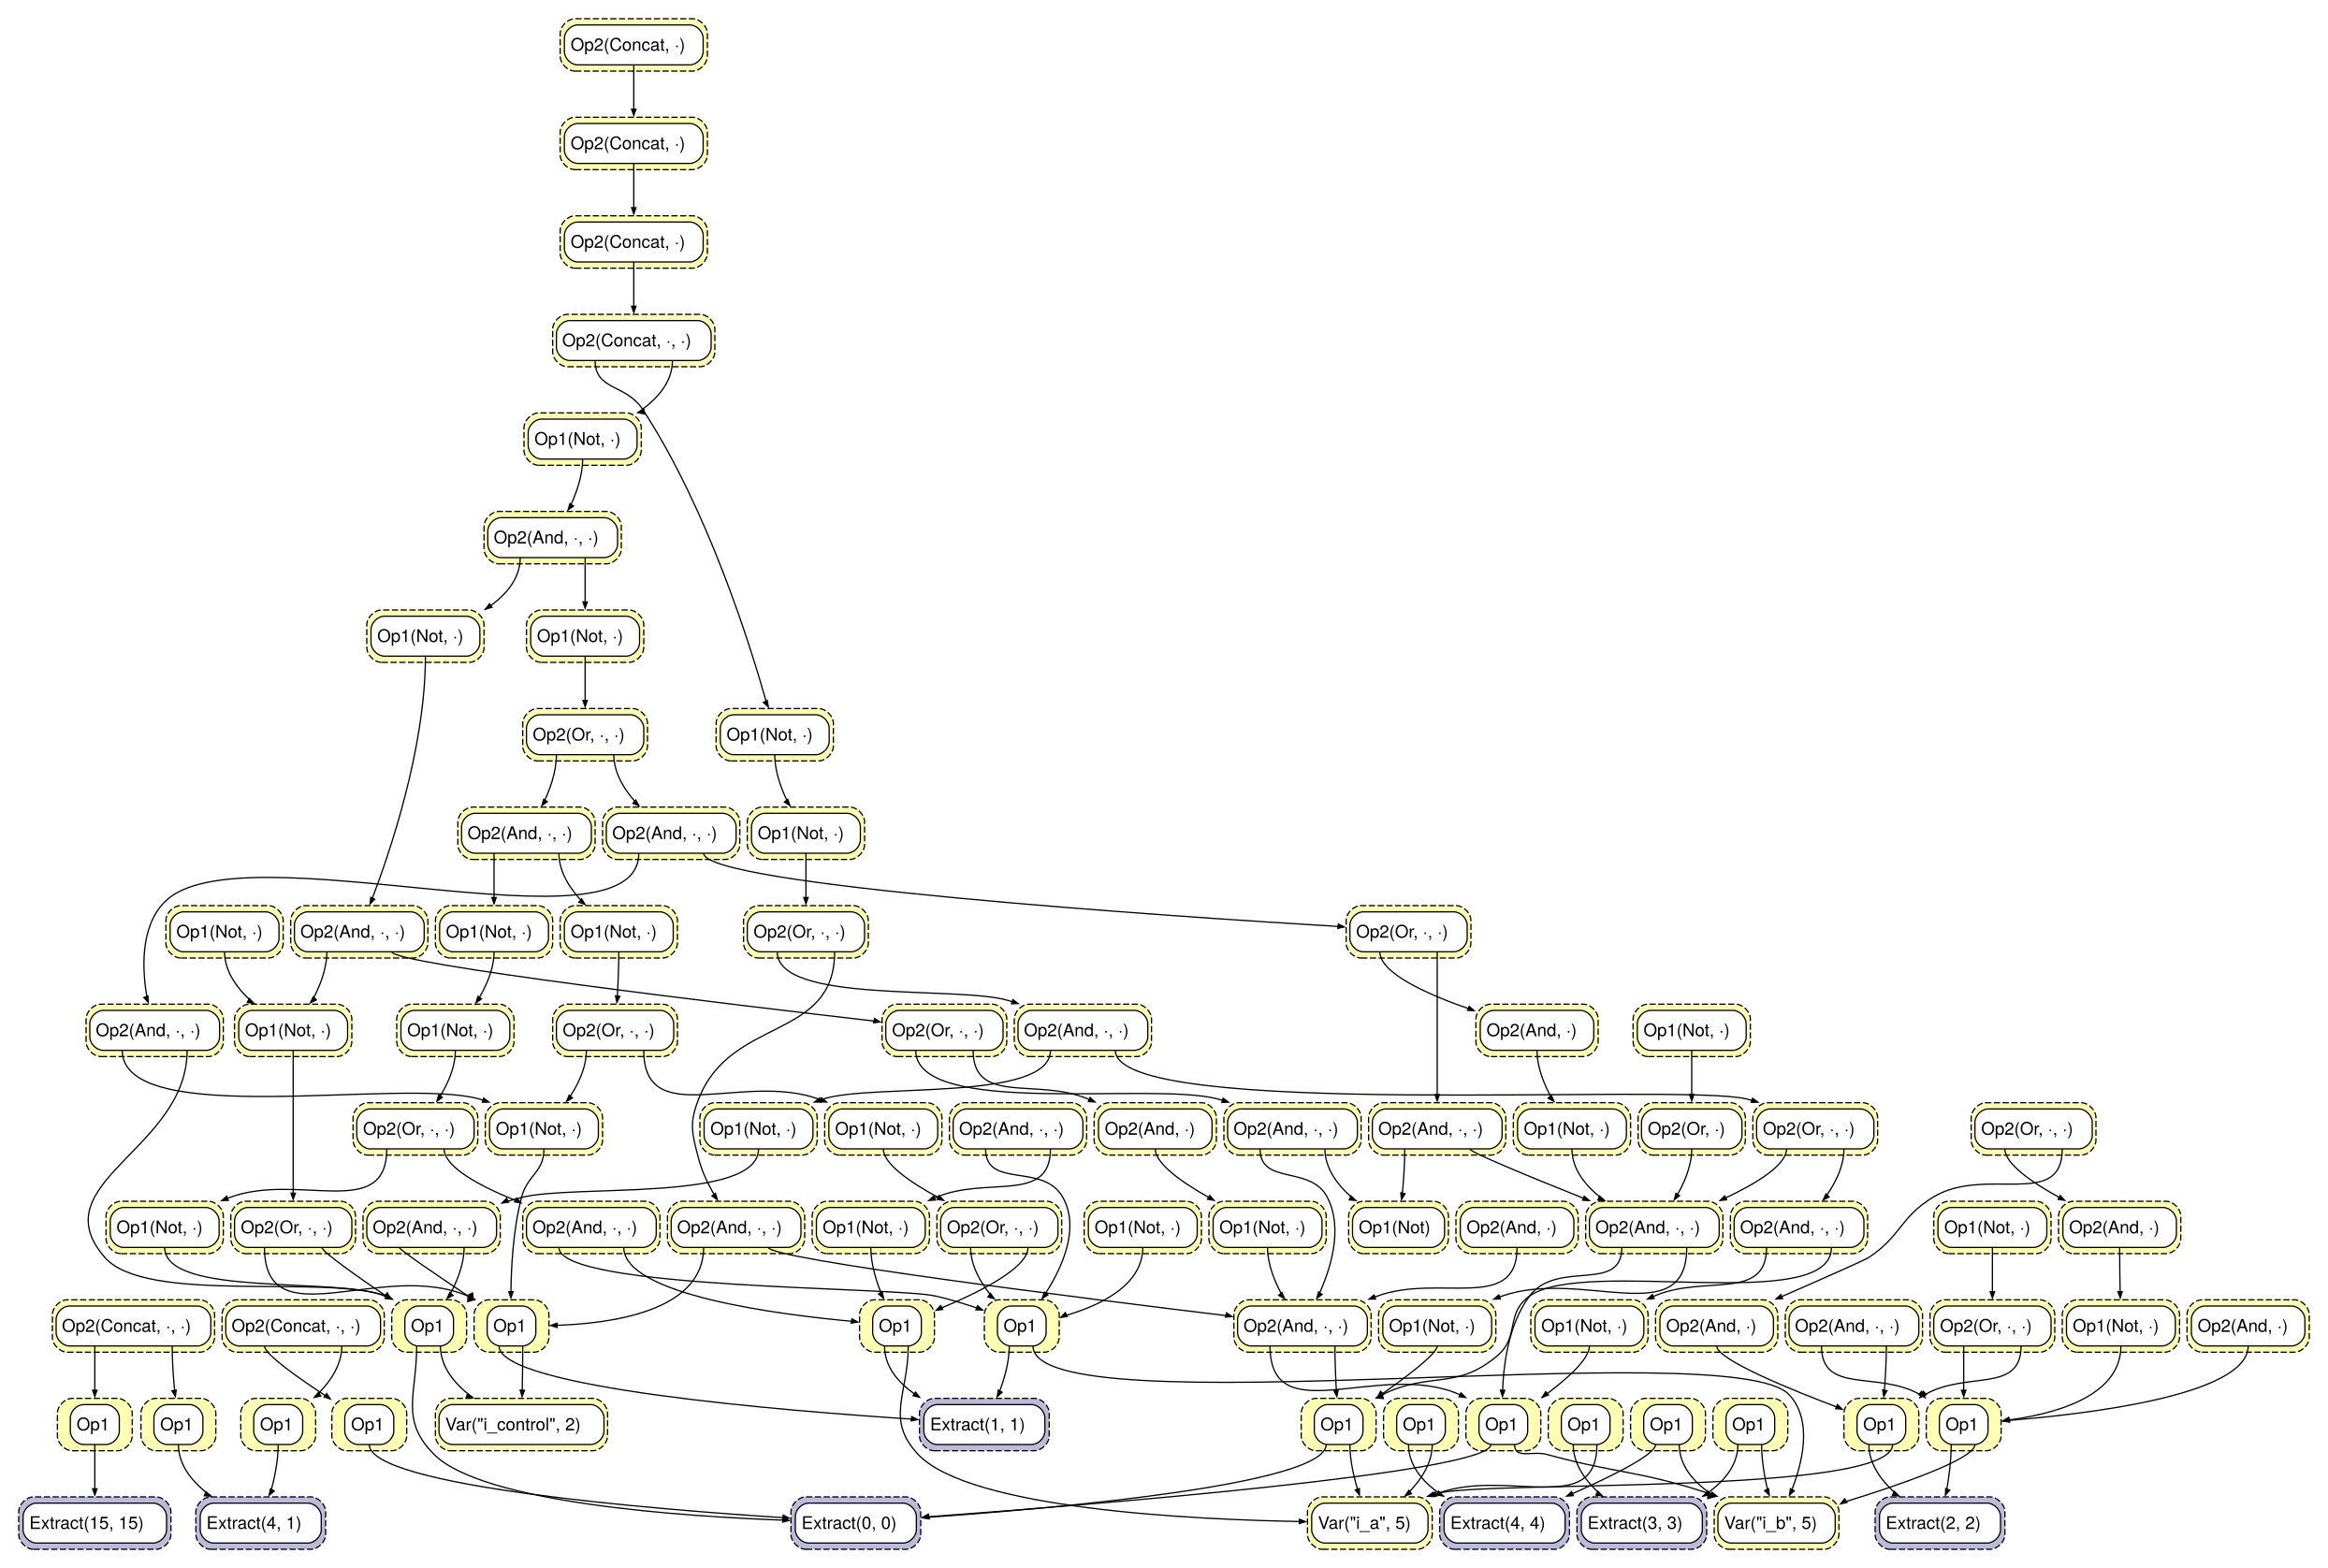 Op2(Concat, ·)
Op2(Concat, ·)
Op2(Concat, ·)
Op2(Concat, ·, ·)
Op1(Not, ·)
Op2(And, ·, ·)
Op1(Not, ·)
Op1(Not, ·)
Op2(Or, ·, ·)
Op1(Not, ·)
Op2(And, ·, ·)
Op2(And, ·, ·)
Op1(Not, ·)
Op1(Not, ·)
Op2(And, ·, ·)
Op1(Not, ·)
Op1(Not, ·)
Op2(Or, ·, ·)
Op2(Or, ·, ·)
Op2(And, ·, ·)
Op1(Not, ·)
Op1(Not, ·)
Op2(Or, ·, ·)
Op2(Or, ·, ·)
Op2(And, ·, ·)
Op2(And, ·)
Op1(Not, ·)
Op2(Or, ·, ·)
Op1(Not, ·)
Op1(Not, ·)
Op1(Not, ·)
Op2(And, ·, ·)
Op2(And, ·)
Op2(And, ·, ·)
Op2(And, ·, ·)
Op1(Not, ·)
Op2(Or, ·)
Op2(Or, ·, ·)
Op2(Or, ·, ·)
Op1(Not, ·)
Op2(Or, ·, ·)
Op2(And, ·, ·)
Op2(And, ·, ·)
Op2(And, ·, ·)
Op1(Not, ·)
Op2(Or, ·, ·)
Op1(Not, ·)
Op1(Not, ·)
Op1(Not)
Op2(And, ·)
Op2(And, ·, ·)
Op2(And, ·, ·)
Op1(Not, ·)
Op2(And, ·)
Op2(Concat, ·, ·)
Op2(Concat, ·, ·)
Op1
Op1
Op1
Op1
Op2(And, ·, ·)
Op1(Not, ·)
Op1(Not, ·)
Op2(And, ·)
Op2(And, ·, ·)
Op2(Or, ·, ·)
Op1(Not, ·)
Op2(And, ·)
Op1
Op1
Op1
Op1
Var("i_control", 2)
Extract(1, 1)
Op1
Op1
Op1
Op1
Op1
Op1
Op1
Op1
Extract(15, 15)
Extract(4, 1)
Extract(0, 0)
Var("i_a", 5)
Extract(4, 4)
Extract(3, 3)
Var("i_b", 5)
Extract(2, 2)